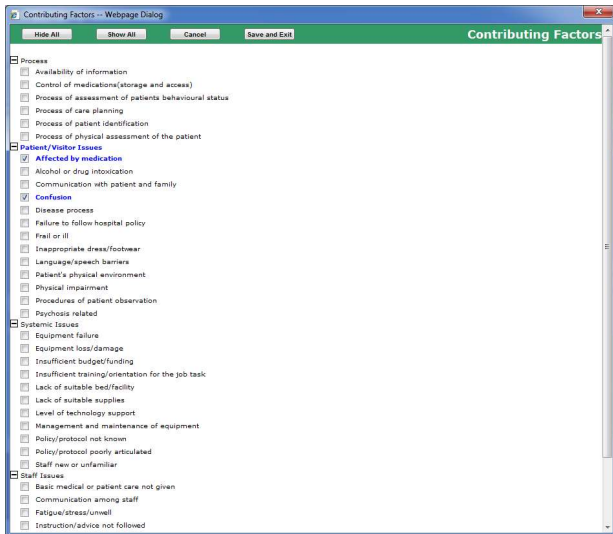 Contributing Factors -- Webpage Dialog
Hide All Show All Cancel Save and Exit Contributing Factors
Process
Availability of information
Control of medications(storage and access)
Process of assessment of patients behavioural status
Process of care planning
Process of patient identification
Process of physical assessment of the patient
Patient/Visitor Issues
Affected by medication
Alcohol or drug intoxication
Communication with patient and family
Confusion
Disease process
Failure to follow hospital policy
Frail or ill
Inappropriate dress/footwear
Language/speech barriers
Patient's physical environment
Physical impairment
Procedures of patient observation
Psychosis related
Systemic Issues
Equipment failure
Equipment loss/damage
Insufficient budget/funding
Insufficient training/orientation for the job task
Lack of suitable bed/facility
Lack of suitable supplies
Level of technology support
Management and maintenance of equipment
Policy/protocol not known
Policy/protocol poorly articulated
Staff new or unfamiliar
Staff Issues
Basic medical or patient care not given
Communication among staff
Fatigue/stress/unwell
Instruction/advice not followed